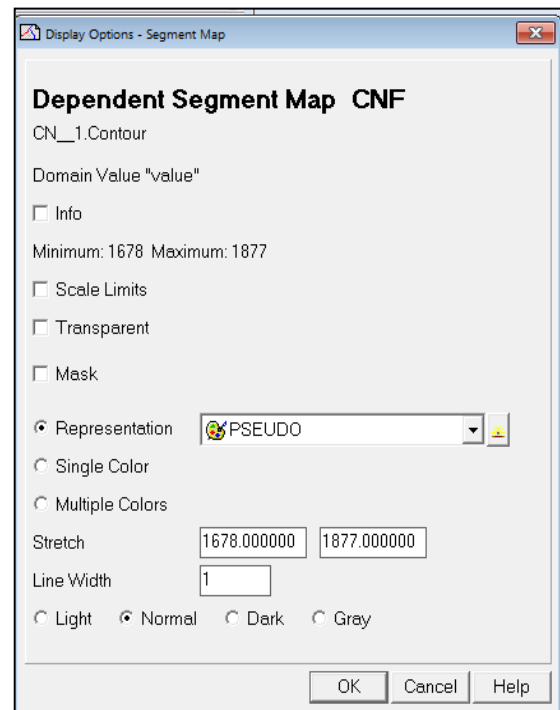 Display Options - Segment Map
Dependent Segment Map CNF
CN__1.Contour
Domain Value "value"
Info
Minimum: 1678 Maximum: 1877
Scale Limits
Transparent
Mask
Representation PSEUDO
Single Color
Multiple Colors
Stretch 1678.000000 1877.000000
Line Width 1
Light Normal Dark Gray
OK Cancel Help